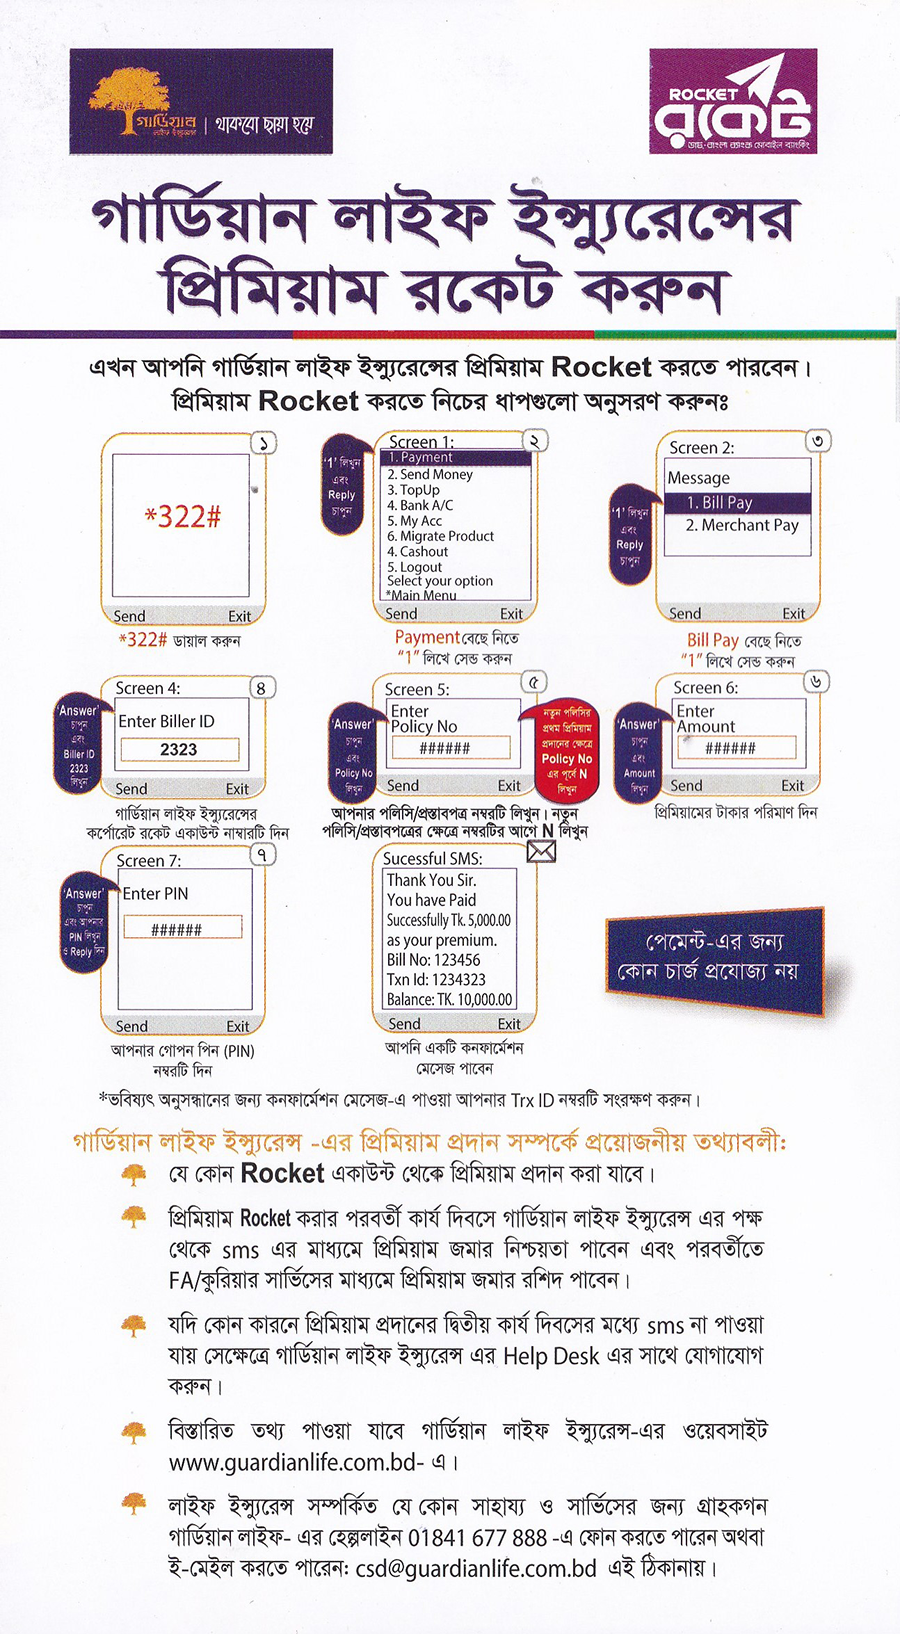 গার্ডিয়ান
লাইফ ইন্স্যুরেন্স
থাকবো ছায়া হয়ে
ROCKET
রকেট
ডাচ্-বাংলা ব্যাংক মোবাইল ব্যাংকিং
গার্ডিয়ান লাইফ ইন্স্যুরেন্সের
প্রিমিয়াম রকেট করুন
এখন আপনি গার্ডিয়ান লাইফ ইন্স্যুরেন্সের প্রিমিয়াম Rocket করতে পারবেন।
প্রিমিয়াম Rocket করতে নিচের ধাপগুলো অনুসরণ করুনঃ
১
*322#
Send Exit
*322# ডায়াল করুন
২
Screen 1:
'1' লিখুন
এবং
Reply
চাপুন
1. Payment
2. Send Money
3. TopUp
4. Bank A/C
5. My Acc
6. Migrate Product
4. Cashout
5. Logout
Select your option
*Main Menu
Send Exit
Payment বেছে নিতে
"1" লিখে সেন্ড করুন
৩
Screen 2:
'1' লিখুন
এবং
Reply
চাপুন
Message
1. Bill Pay
2. Merchant Pay
Send Exit
Bill Pay বেছে নিতে
"1" লিখে সেন্ড করুন
Screen 4: ৪
'Answer'
চাপুন
এবং
Biller ID
2323
লিখুন
Enter Biller ID
2323
Send Exit
গার্ডিয়ান লাইফ ইন্স্যুরেন্সের
কর্পোরেট রকেট একাউন্ট নাম্বারটি দিন
Screen 5: ৫
'Answer'
চাপুন
এবং
Policy No
লিখুন
Enter
Policy No
######
Send Exit
নতুন পলিসির
প্রথম প্রিমিয়াম
প্রদানের ক্ষেত্রে
Policy No
এর পূর্বে N
লিখুন
আপনার পলিসি/প্রস্তাবপত্র নম্বরটি লিখুন। নতুন
পলিসি/প্রস্তাবপত্রের ক্ষেত্রে নম্বরটির আগে N লিখুন
Screen 6: ৬
'Answer'
চাপুন
এবং
Amount
লিখুন
Enter
Amount
######
Send Exit
প্রিমিয়ামের টাকার পরিমাণ দিন
Screen 7: ৭
'Answer'
চাপুন
এবং আপনার
PIN লিখুন
ও Reply দিন
Enter PIN
######
Send Exit
আপনার গোপন পিন (PIN)
নম্বরটি দিন
Sucessful SMS:
Thank You Sir.
You have Paid
Successfully Tk. 5,000.00
as your premium.
Bill No: 123456
Txn Id: 1234323
Balance: TK. 10,000.00
Send Exit
আপনি একটি কনফার্মেশন
মেসেজ পাবেন
পেমেন্ট-এর জন্য
কোন চার্জ প্রযোজ্য নয়
*ভবিষ্যৎ অনুসন্ধানের জন্য কনফার্মেশন মেসেজ-এ পাওয়া আপনার Trx ID নম্বরটি সংরক্ষণ করুন।
গার্ডিয়ান লাইফ ইন্স্যুরেন্স -এর প্রিমিয়াম প্রদান সম্পর্কে প্রয়োজনীয় তথ্যাবলী:
যে কোন Rocket একাউন্ট থেকে প্রিমিয়াম প্রদান করা যাবে।
প্রিমিয়াম Rocket করার পরবর্তী কার্য দিবসে গার্ডিয়ান লাইফ ইন্স্যুরেন্স এর পক্ষ
থেকে sms এর মাধ্যমে প্রিমিয়াম জমার নিশ্চয়তা পাবেন এবং পরবর্তীতে
FA/কুরিয়ার সার্ভিসের মাধ্যমে প্রিমিয়াম জমার রশিদ পাবেন।
যদি কোন কারনে প্রিমিয়াম প্রদানের দ্বিতীয় কার্য দিবসের মধ্যে sms না পাওয়া
যায় সেক্ষেত্রে গার্ডিয়ান লাইফ ইন্স্যুরেন্স এর Help Desk এর সাথে যোগাযোগ
করুন।
বিস্তারিত তথ্য পাওয়া যাবে গার্ডিয়ান লাইফ ইন্স্যুরেন্স-এর ওয়েবসাইট
www.guardianlife.com.bd- এ।
লাইফ ইন্স্যুরেন্স সম্পর্কিত যে কোন সাহায্য ও সার্ভিসের জন্য গ্রাহকগন
গার্ডিয়ান লাইফ- এর হেল্পলাইন 01841 677 888 -এ ফোন করতে পারেন অথবা
ই-মেইল করতে পারেন: csd@guardianlife.com.bd এই ঠিকানায়।